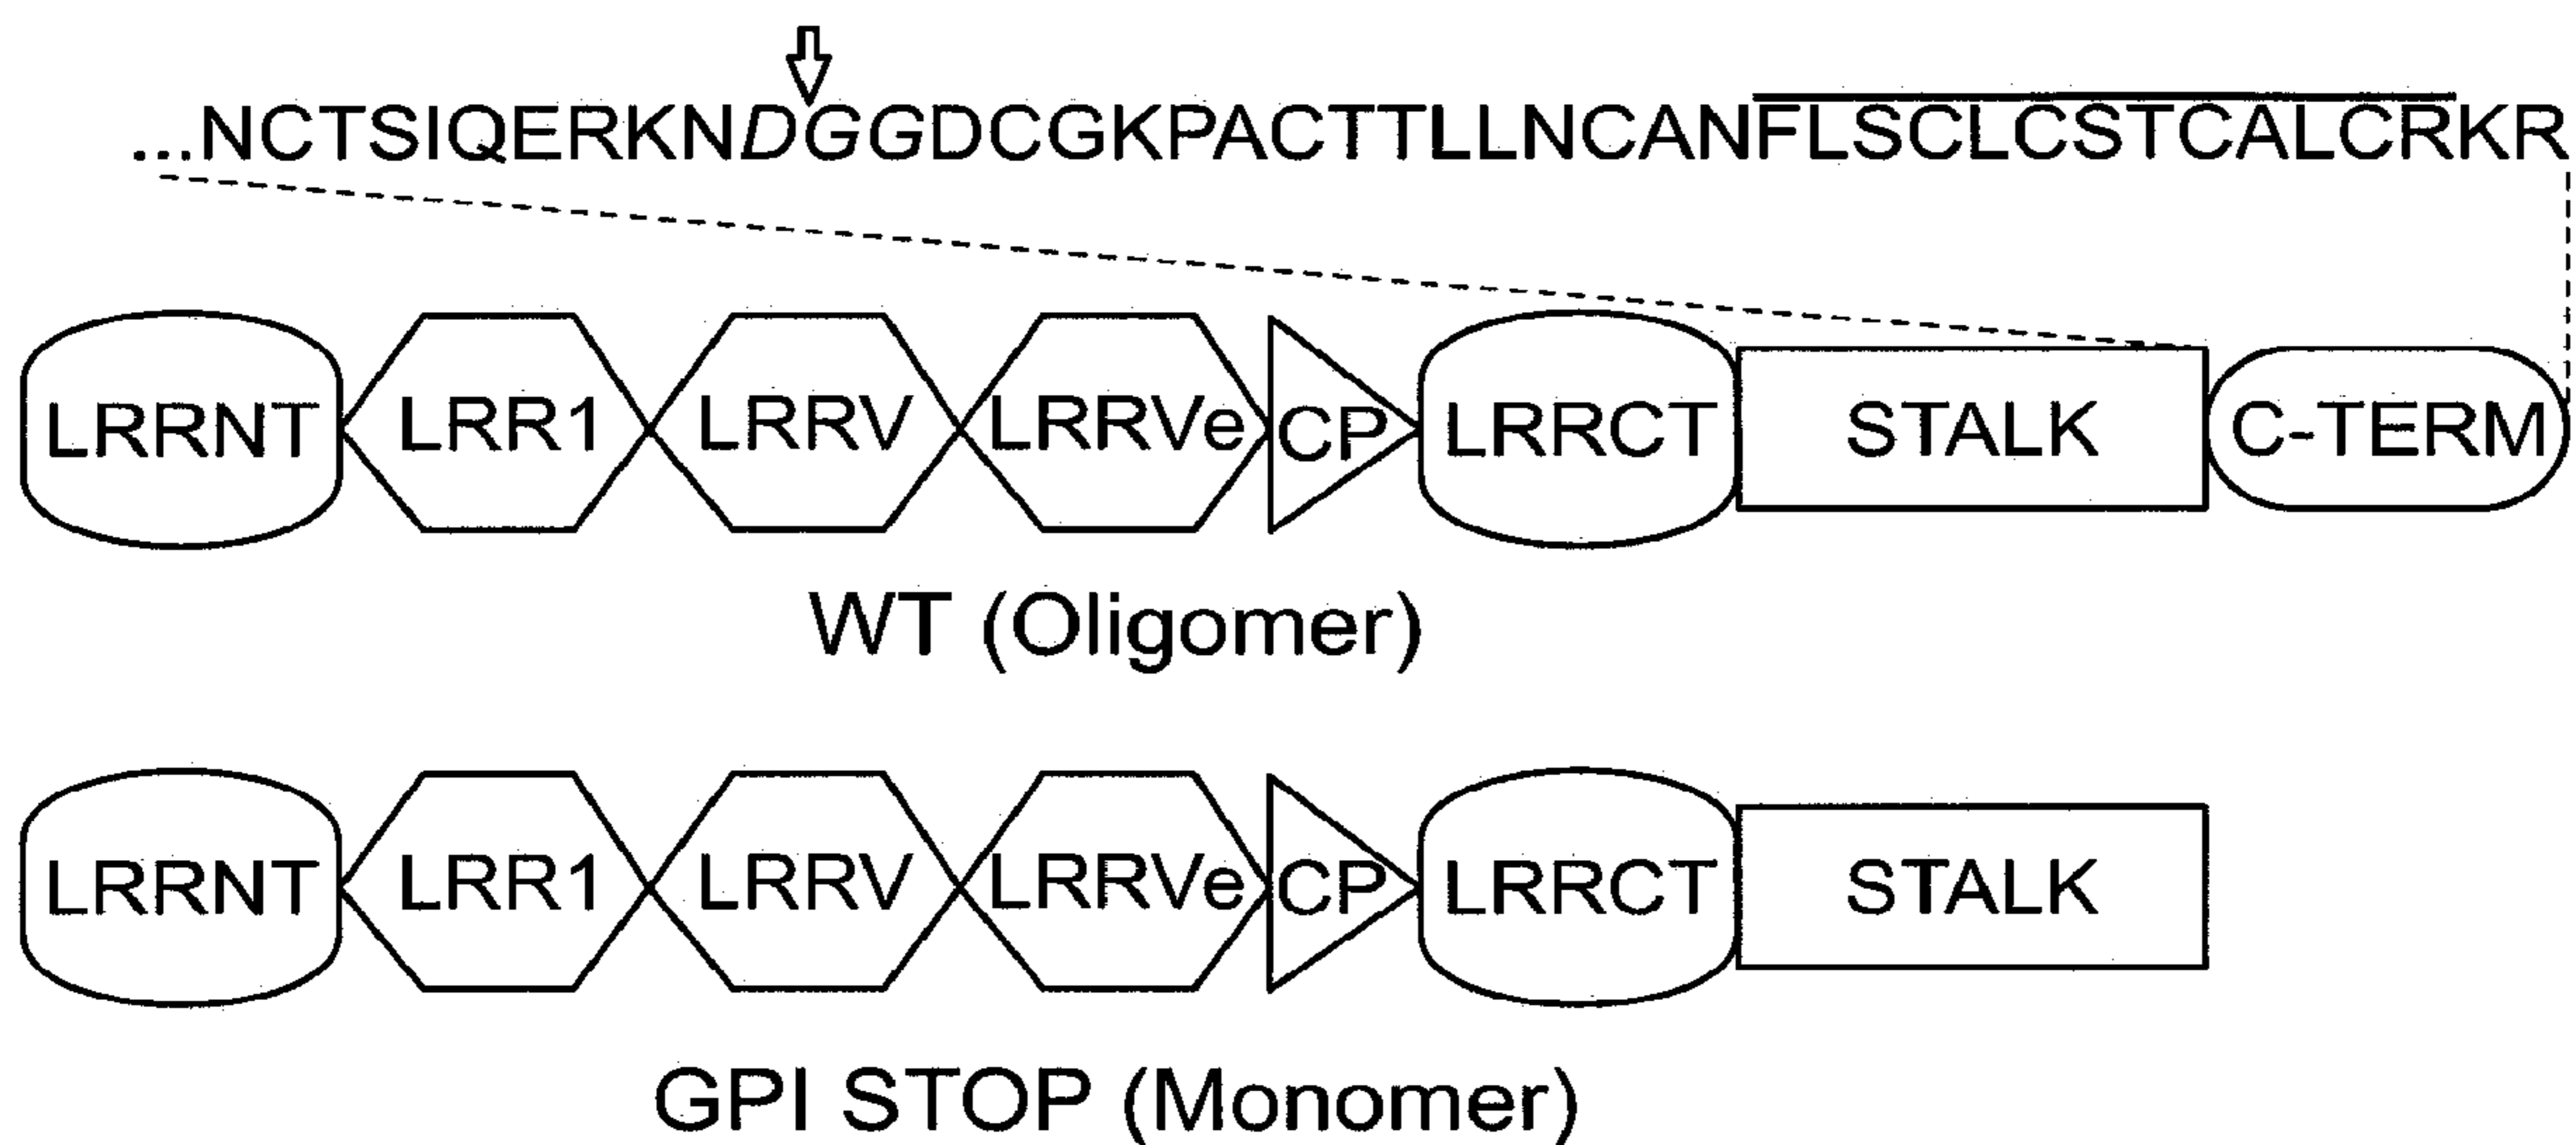 ...NCTSIQERKNDGGDCGKPACTTLLNCANFLSCLCSTCALCRKR
LRRNT LRR1 LRRV LRRVe CP LRRCT STALK C-TERM
WT (Oligomer)
LRRNT LRR1 LRRV LRRVe CP LRRCT STALK
GPI STOP (Monomer)